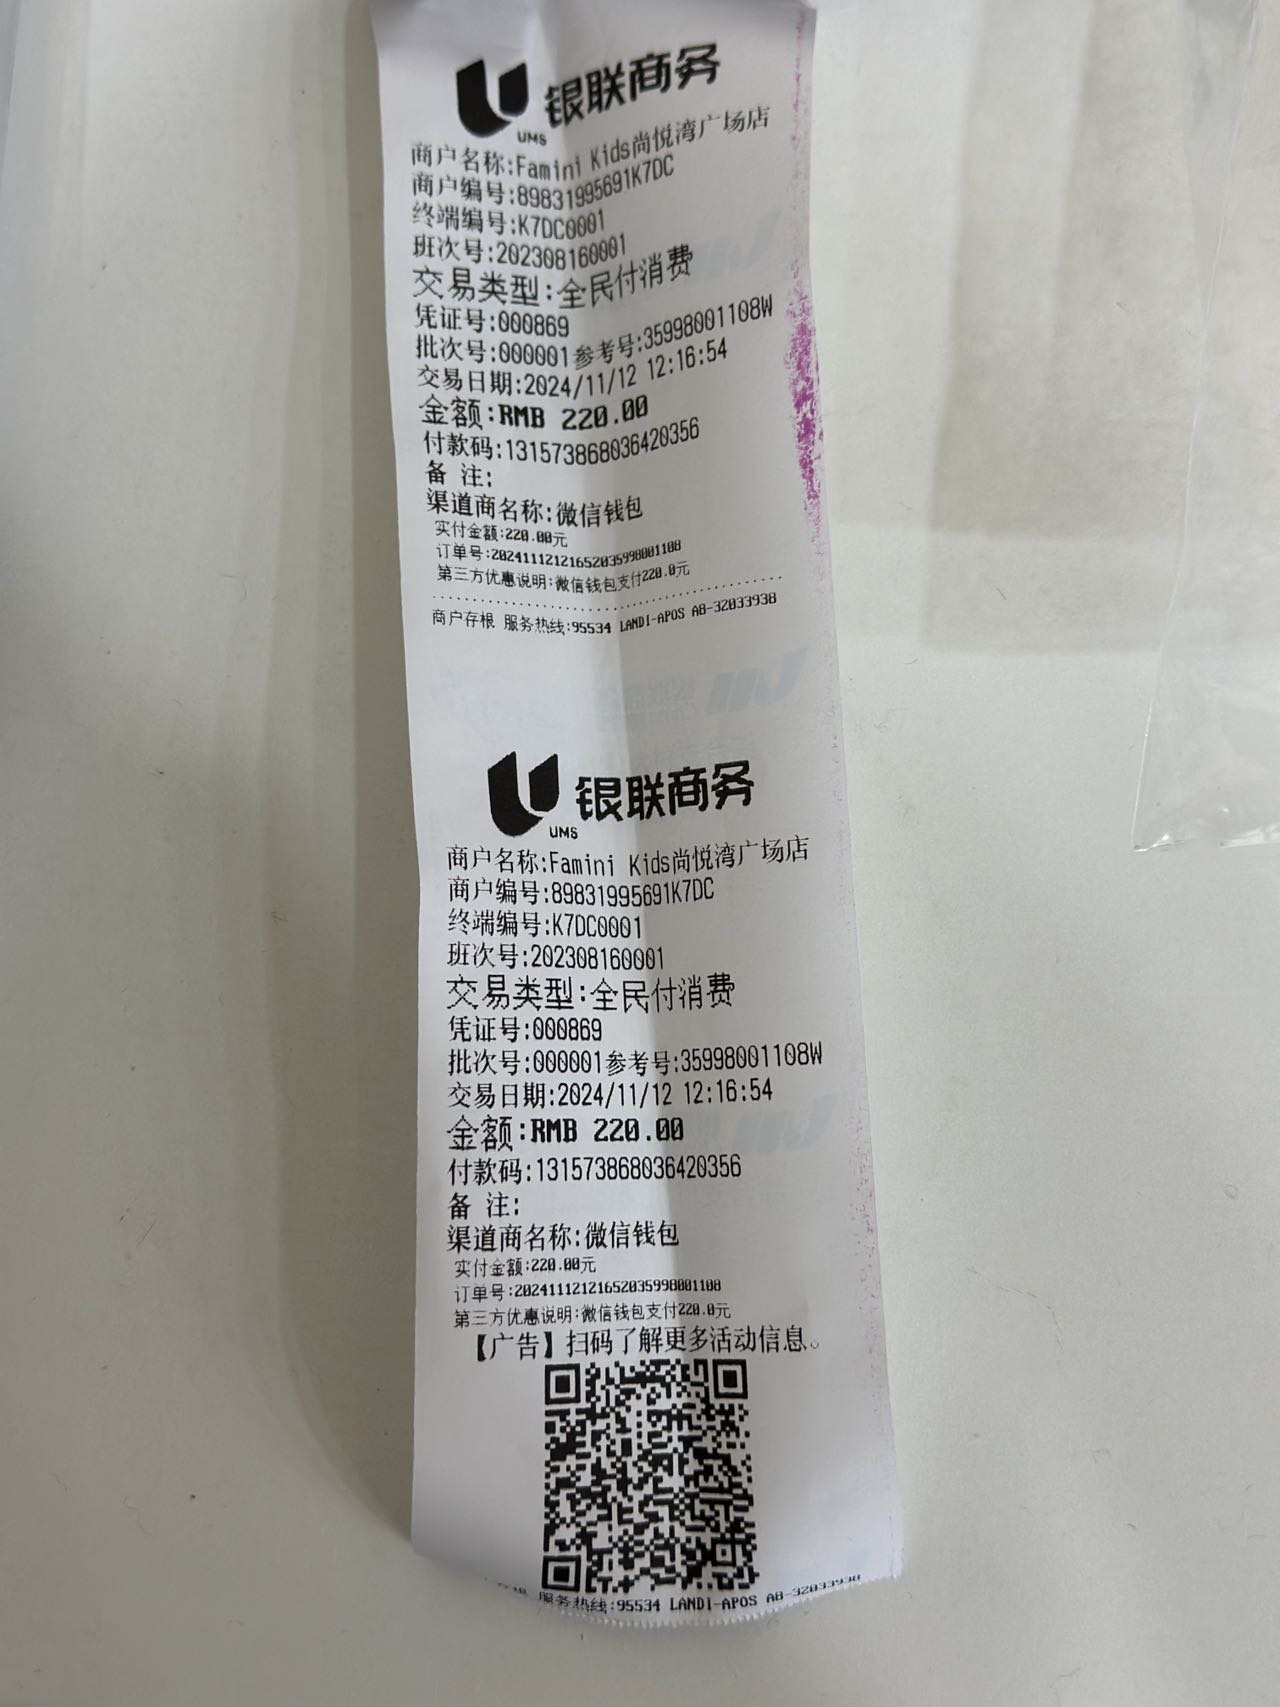 银联商务
UMS
商户名称:Famini Kids尚悦湾广场店
商户编号:89831995691K7DC
终端编号:K7DC0001
班次号:202308160001
交易类型:全民付消费
凭证号:000869
批次号:000001 参考号:35998001108W
交易日期:2024/11/12 12:16:54
金额:RMB 220.00
付款码:131573868036420356
备 注:
渠道商名称:微信钱包
实付金额:220.00元
订单号:20241112121652035998001108
第三方优惠说明:微信钱包支付220.0元
商户存根 服务热线:95534 LANDI-APOS A8-32033938
银联商务
UMS
商户名称:Famini Kids尚悦湾广场店
商户编号:89831995691K7DC
终端编号:K7DC0001
班次号:202308160001
交易类型:全民付消费
凭证号:000869
批次号:000001 参考号:35998001108W
交易日期:2024/11/12 12:16:54
金额:RMB 220.00
付款码:131573868036420356
备 注:
渠道商名称:微信钱包
实付金额:220.00元
订单号:20241112121652035998001108
第三方优惠说明:微信钱包支付220.0元
【广告】扫码了解更多活动信息。
存根 服务热线:95534 LANDI-APOS A8-32033938